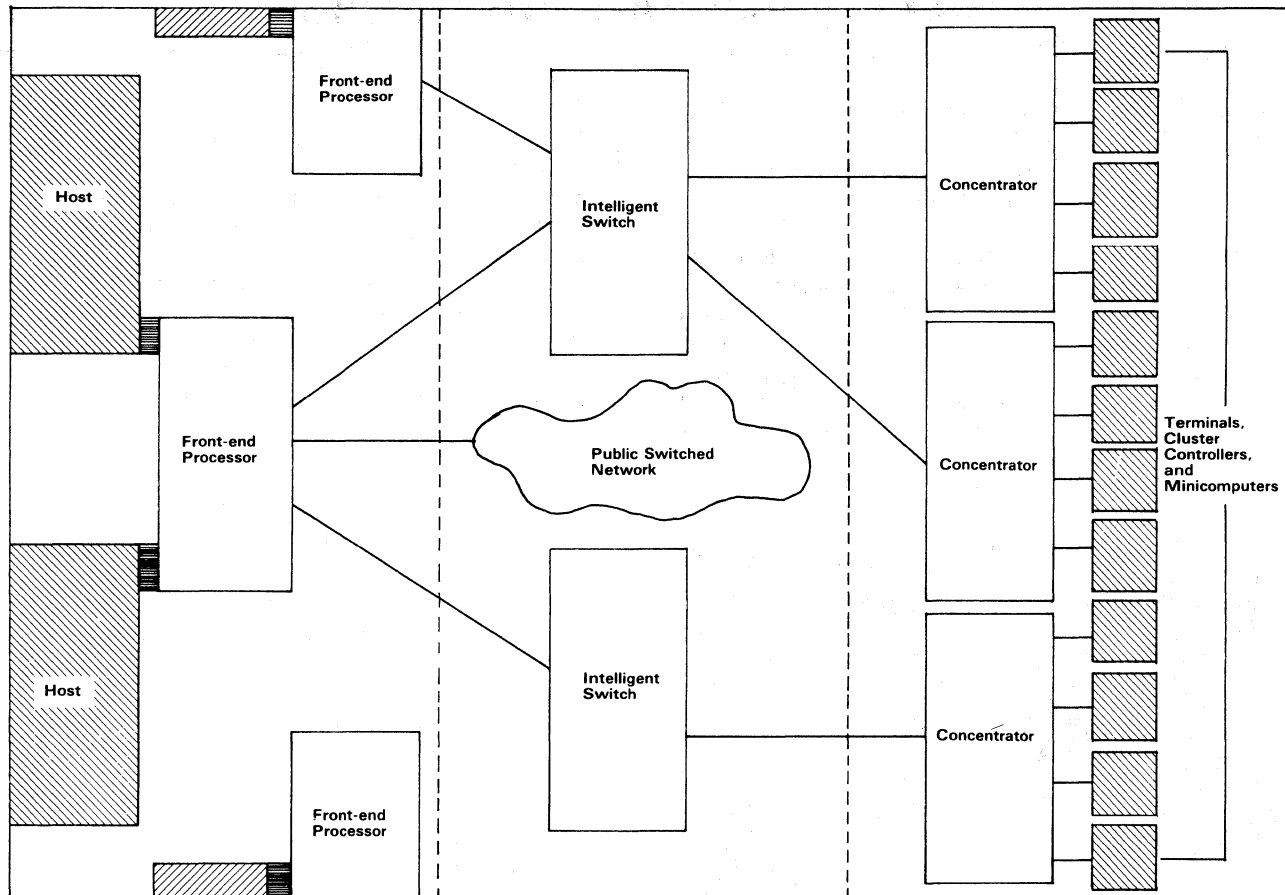 Front-end
Processor
Host
Intelligent
Switch
Concentrator
Front-end
Processor
Public Switched
Network
Concentrator
Terminals,
Cluster
Controllers,
and
Minicomputers
Host
Intelligent
Switch
Concentrator
Front-end
Processor